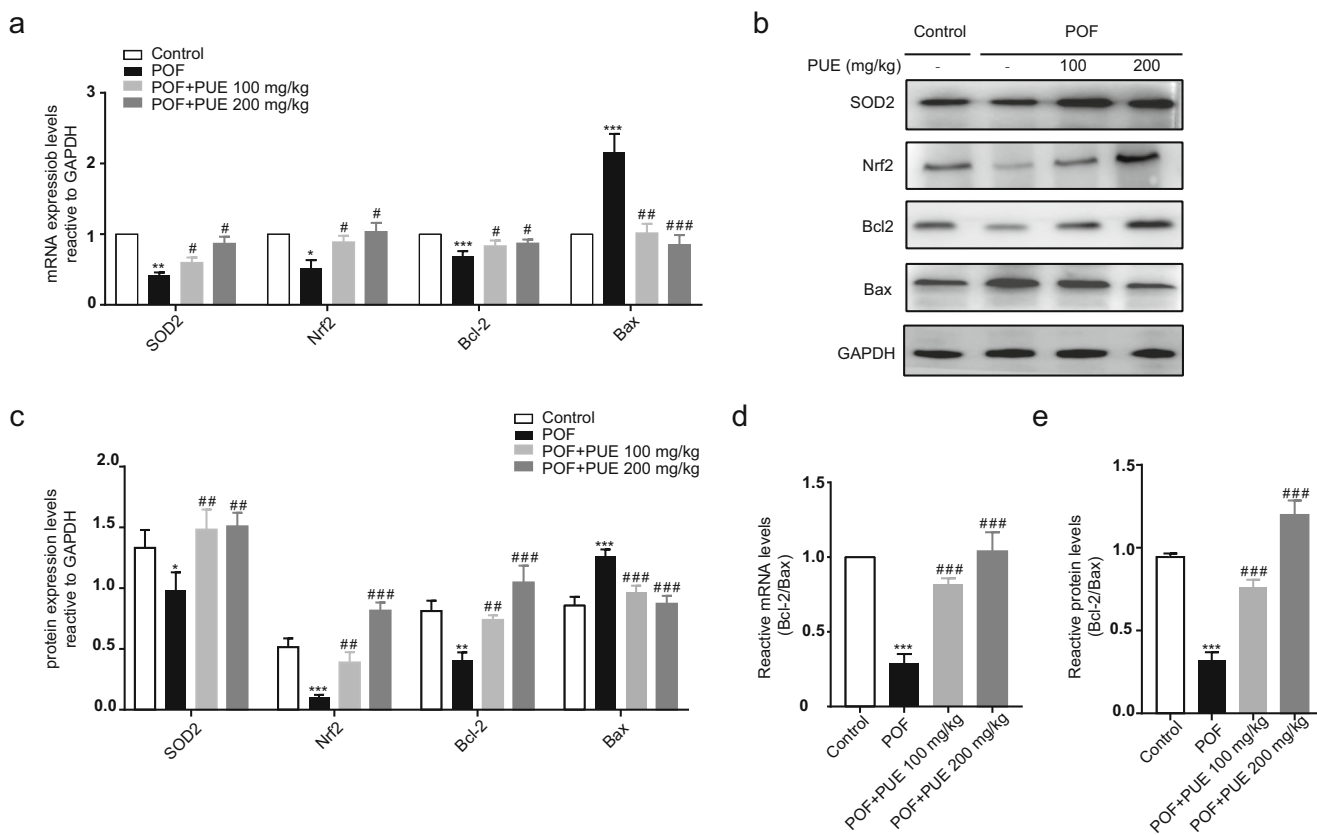 a
Control
POF
POF+PUE 100 mg/kg
POF+PUE 200 mg/kg
mRNA expressiob levels
reactive to GAPDH
3
2
1
0
** # #
* # #
*** # #
*** ## ###
SOD2
Nrf2
Bcl-2
Bax
b
Control POF
PUE (mg/kg) - - 100 200
SOD2
Nrf2
Bcl2
Bax
GAPDH
c
Control
POF
POF+PUE 100 mg/kg
POF+PUE 200 mg/kg
protein expression levels
reactive to GAPDH
2.0
1.5
1.0
0.5
0.0
* ## ##
*** ## ###
** ## ###
*** ### ###
SOD2
Nrf2
Bcl-2
Bax
d
Reactive mRNA levels
(Bcl-2/Bax)
1.5
1.0
0.5
0
*** ### ###
Control
POF
POF+PUE 100 mg/kg
POF+PUE 200 mg/kg
e
Reactive protein levels
(Bcl-2/Bax)
1.5
1.0
0.5
0.0
*** ### ###
Control
POF
POF+PUE 100 mg/kg
POF+PUE 200 mg/kg